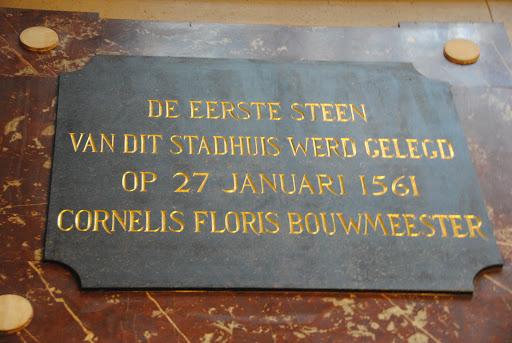 DE EERSTE STEEN
VAN DIT STADHUIS WERD GELEGD
OP 27 JANUARI 1561
CORNELIS FLORIS BOUWMEESTER